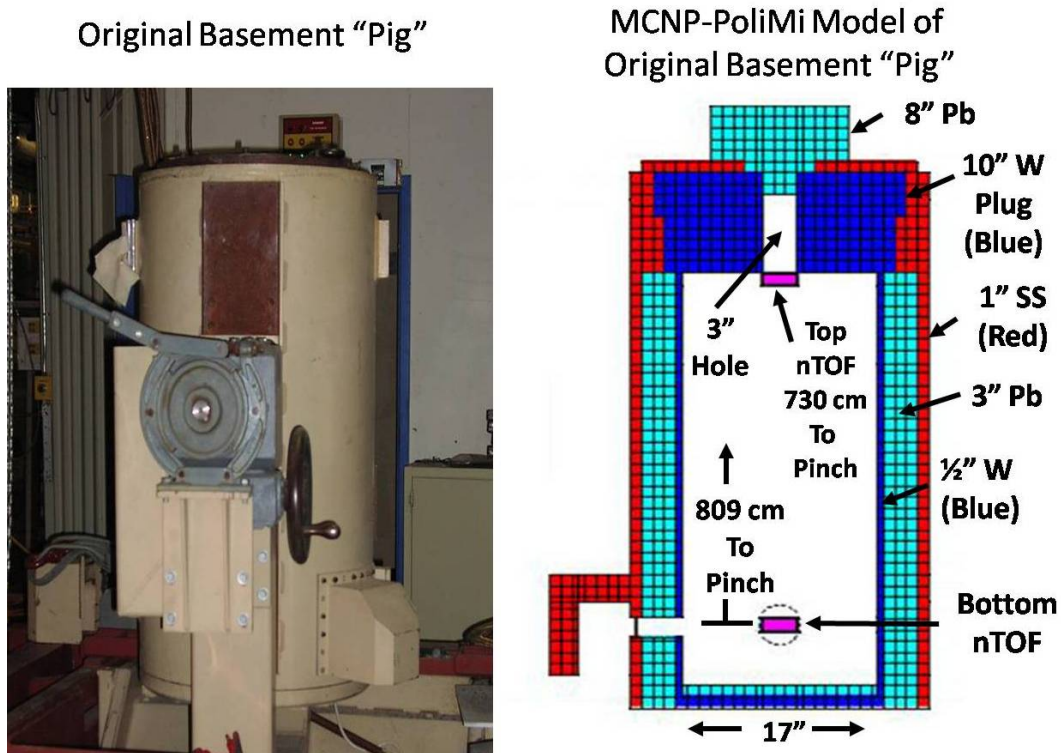 Original Basement “Pig”
MCNP-PoliMi Model of
Original Basement “Pig”
8” Pb
10” W
Plug
(Blue)
1” SS
(Red)
3”
Hole
Top
nTOF
730 cm
To
Pinch
3” Pb
½” W
(Blue)
809 cm
To
Pinch
Bottom
nTOF
17”